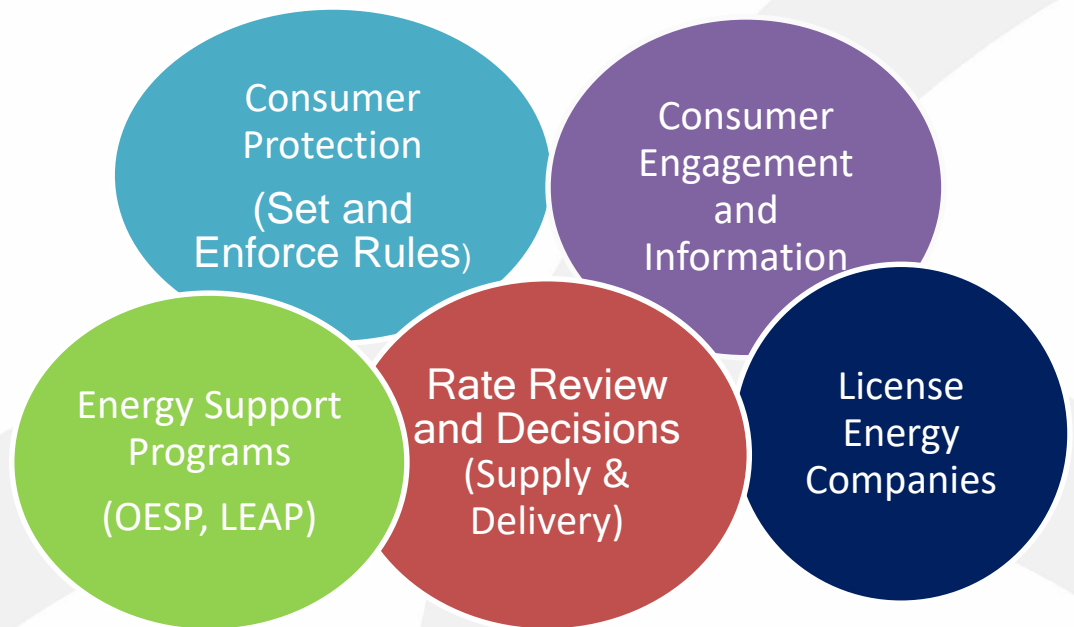 Consumer
Protection
(Set and
Enforce Rules)
Consumer
Engagement
and
Information
Energy Support
Programs
(OESP, LEAP)
Rate Review
and Decisions
(Supply &
Delivery)
License
Energy
Companies